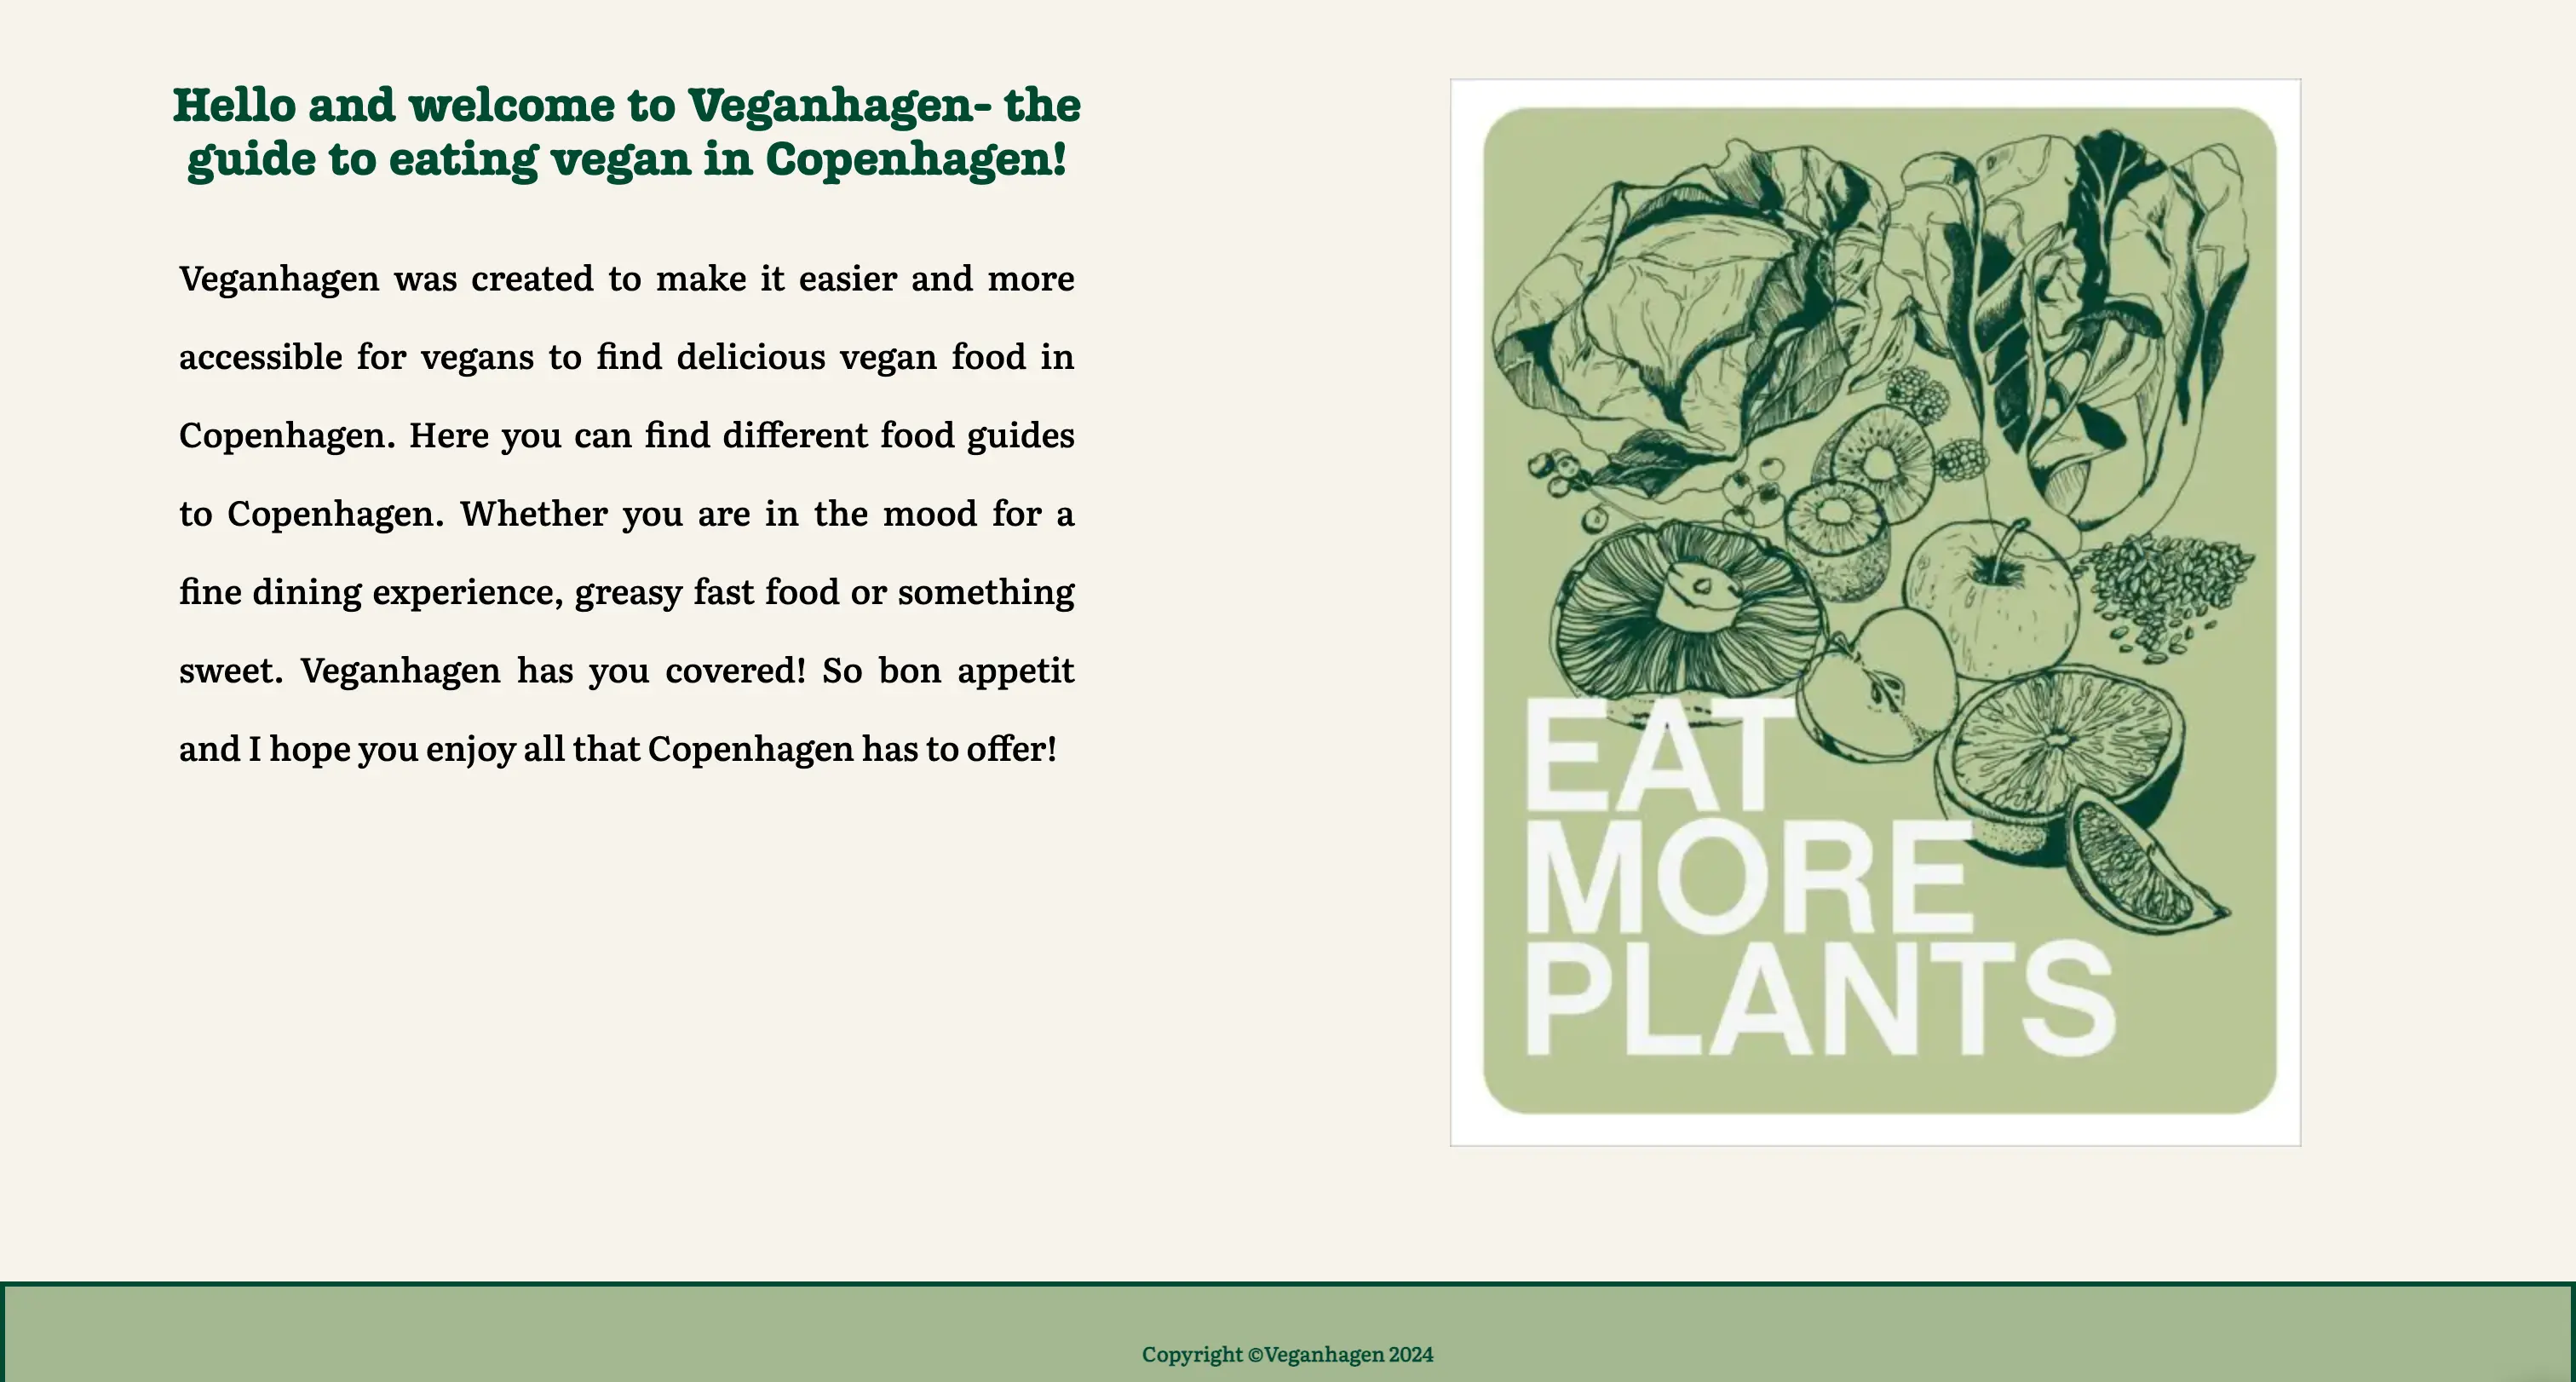 Hello and welcome to Veganhagen- the
guide to eating vegan in Copenhagen!
Veganhagen was created to make it easier and more
accessible for vegans to find delicious vegan food in
Copenhagen. Here you can find different food guides
to Copenhagen. Whether you are in the mood for a
fine dining experience, greasy fast food or something
sweet. Veganhagen has you covered! So bon appetit
and I hope you enjoy all that Copenhagen has to offer!
EAT
MORE
PLANTS
Copyright ©Veganhagen 2024